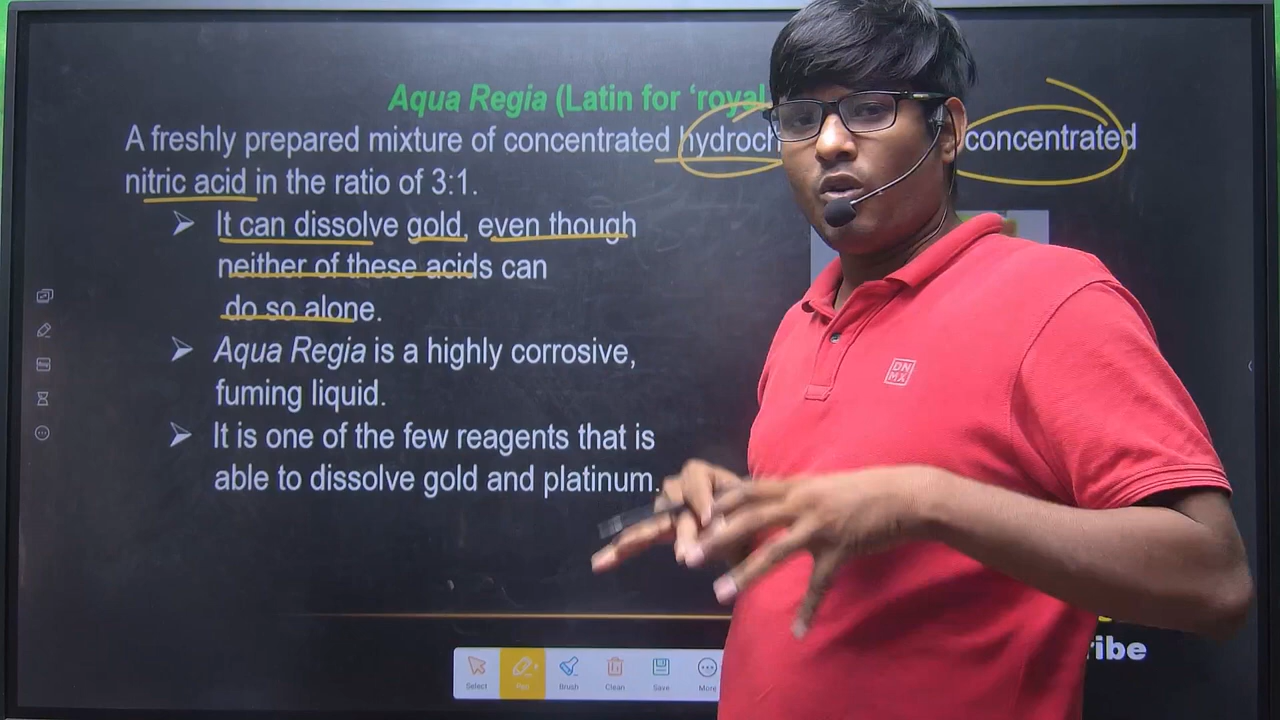 Aqua Regia (Latin for ‘royal
A freshly prepared mixture of concentrated hydroch concentrated
nitric acid in the ratio of 3:1.
➢ It can dissolve gold, even though
neither of these acids can
do so alone.
➢ Aqua Regia is a highly corrosive,
fuming liquid.
➢ It is one of the few reagents that is
able to dissolve gold and platinum.
DN
MX
ribe
Select Pen Brush Clean Save More